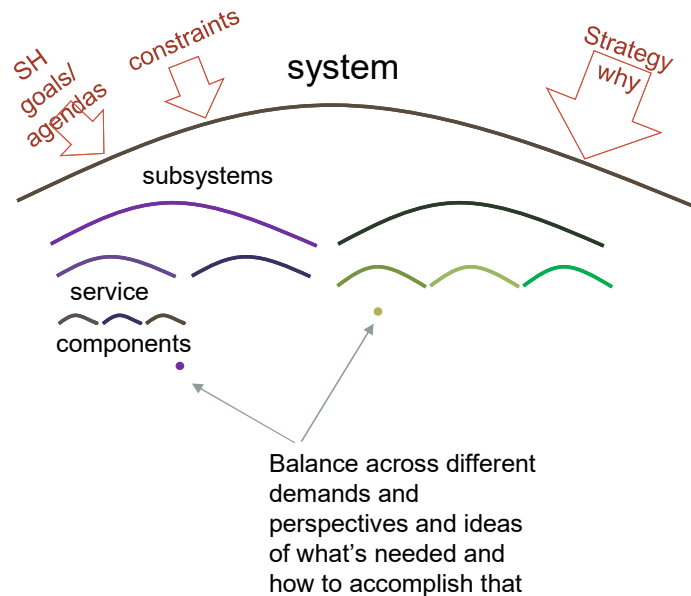 SH
goals/
agendas
constraints
system
Strategy
why
subsystems
service
components
Balance across different
demands and
perspectives and ideas
of what’s needed and
how to accomplish that